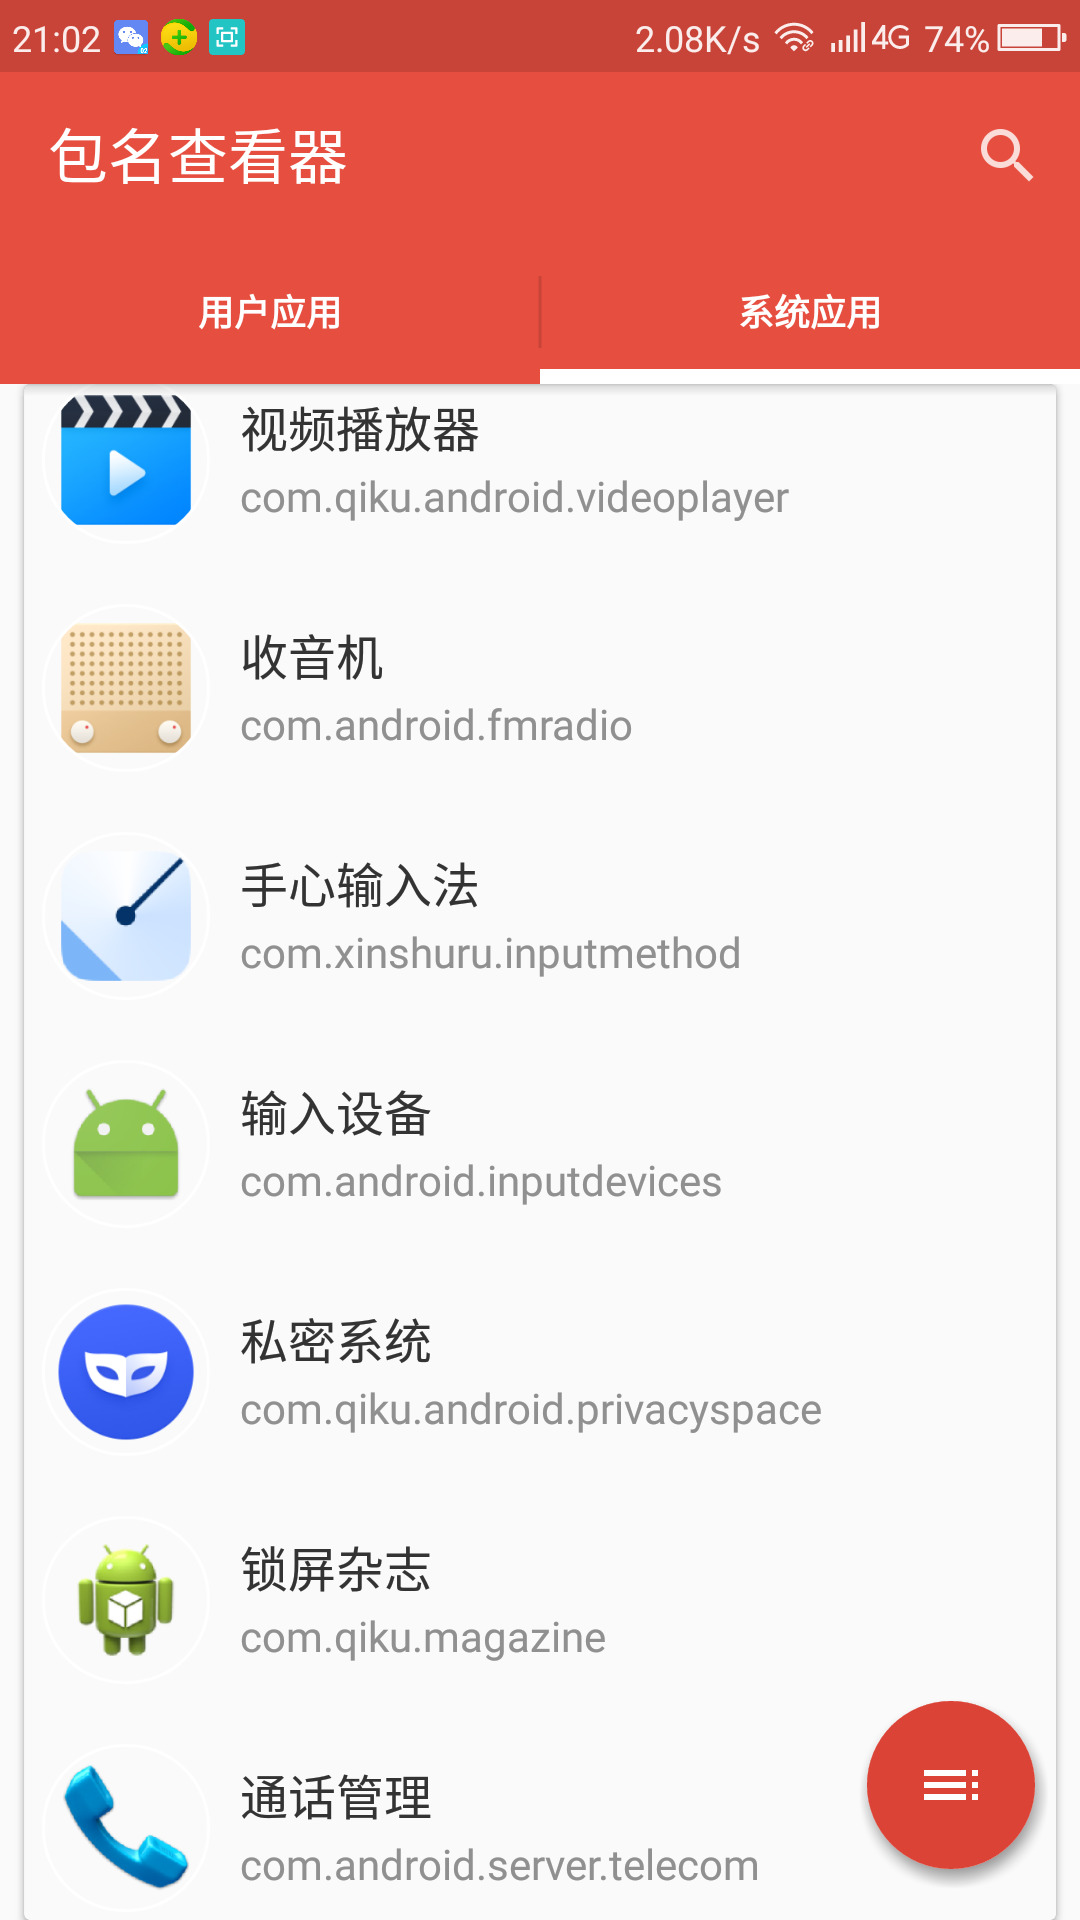 21:02 2.08K/s 4G 74%
包名查看器
用户应用 系统应用
视频播放器
com.qiku.android.videoplayer
收音机
com.android.fmradio
手心输入法
com.xinshuru.inputmethod
输入设备
com.android.inputdevices
私密系统
com.qiku.android.privacyspace
锁屏杂志
com.qiku.magazine
通话管理
com.android.server.telecom